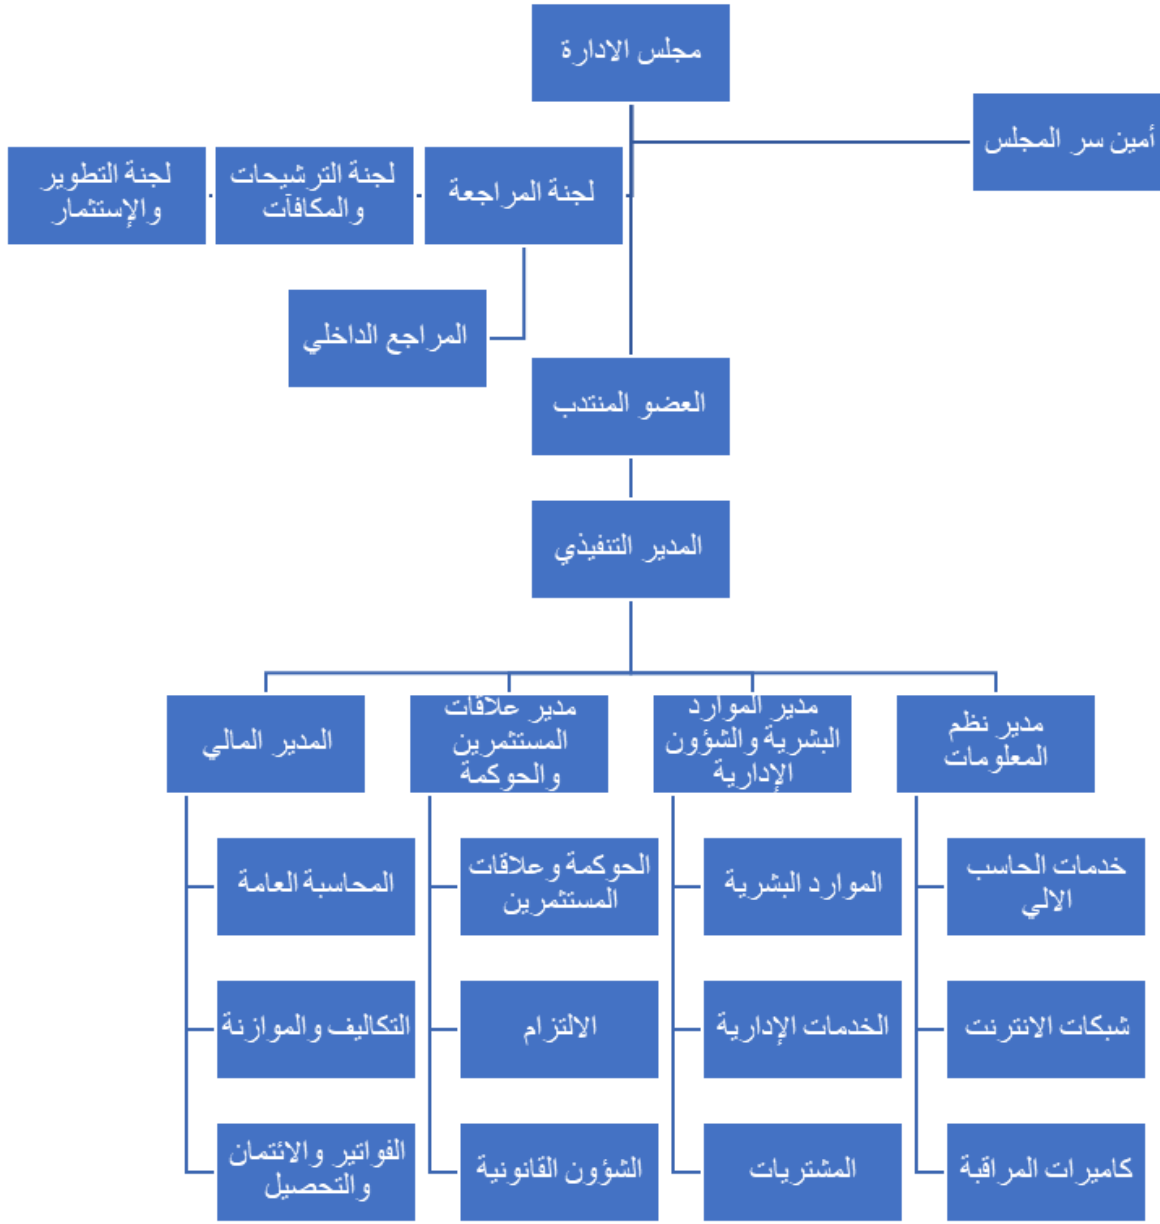 مجلس الادارة
أمين سر المجلس
لجنة المراجعة
لجنة الترشيحات
والمكافآت
لجنة التطوير
والإستثمار
المراجع الداخلي
العضو المنتدب
المدير التنفيذي
مدير نظم
المعلومات
خدمات الحاسب
الالي
شبكات الانترنت
كاميرات المراقبة
مدير الموارد
البشرية والشؤون
الإدارية
الموارد البشرية
الخدمات الإدارية
المشتريات
مدير علاقات
المستثمرين
والحوكمة
الحوكمة وعلاقات
المستثمرين
الالتزام
الشؤون القانونية
المدير المالي
المحاسبة العامة
التكاليف والموازنة
الفواتير والائتمان
والتحصيل